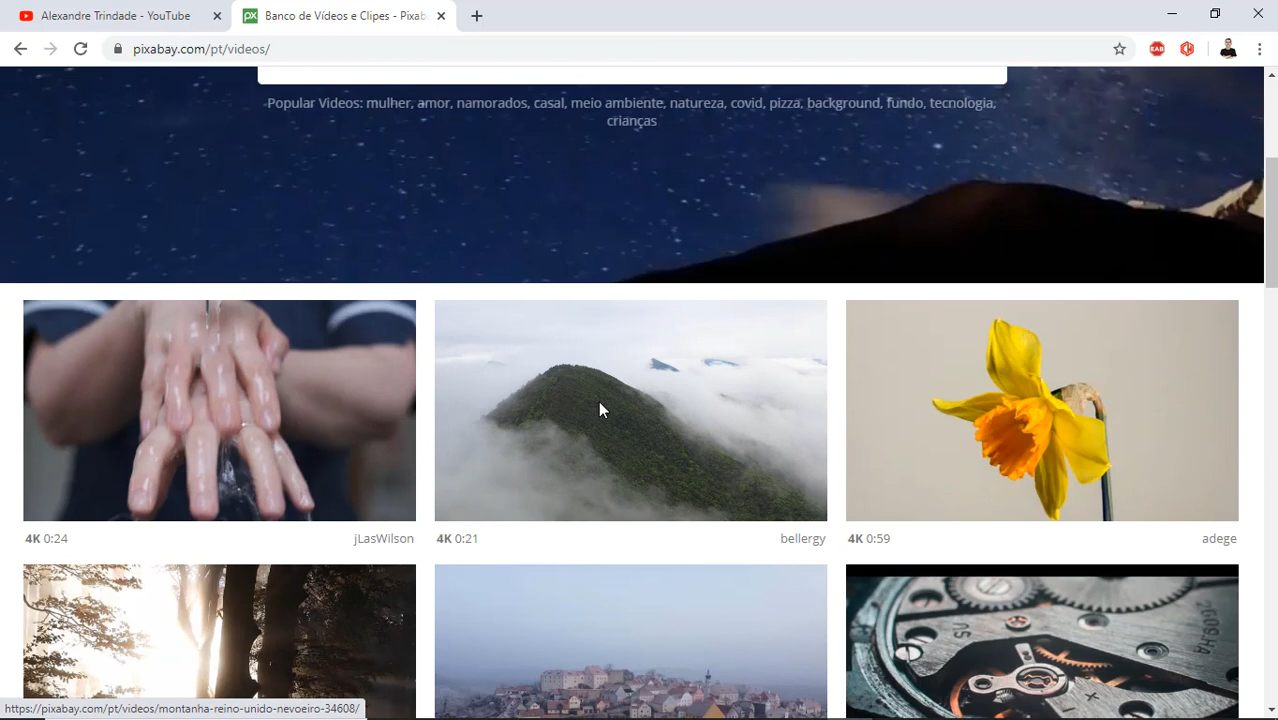 Alexandre Trindade - YouTube
Banco de Vídeos e Clipes - Pixab
pixabay.com/pt/videos/
Popular Videos: mulher, amor, namorados, casal, meio ambiente, natureza, covid, pizza, background, fundo, tecnologia,
crianças
4K 0:24 jLasWilson
4K 0:21 bellergy
4K 0:59 adege
https://pixabay.com/pt/videos/montanha-reino-unido-nevoeiro-34608/